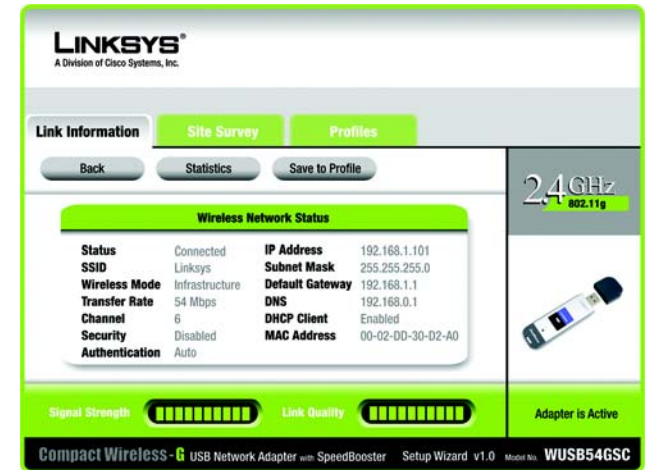 LINKSYS®
A Division of Cisco Systems, Inc.
Link Information Site Survey Profiles
Back Statistics Save to Profile
2.4GHz
802.11g
Wireless Network Status
Status Connected IP Address 192.168.1.101
SSID Linksys Subnet Mask 255.255.255.0
Wireless Mode Infrastructure Default Gateway 192.168.1.1
Transfer Rate 54 Mbps DNS 192.168.0.1
Channel 6 DHCP Client Enabled
Security Disabled MAC Address 00-02-DD-30-D2-A0
Authentication Auto
Signal Strength Link Quality Adapter is Active
Compact Wireless-G USB Network Adapter with SpeedBooster Setup Wizard v1.0 Model No. WUSB54GSC